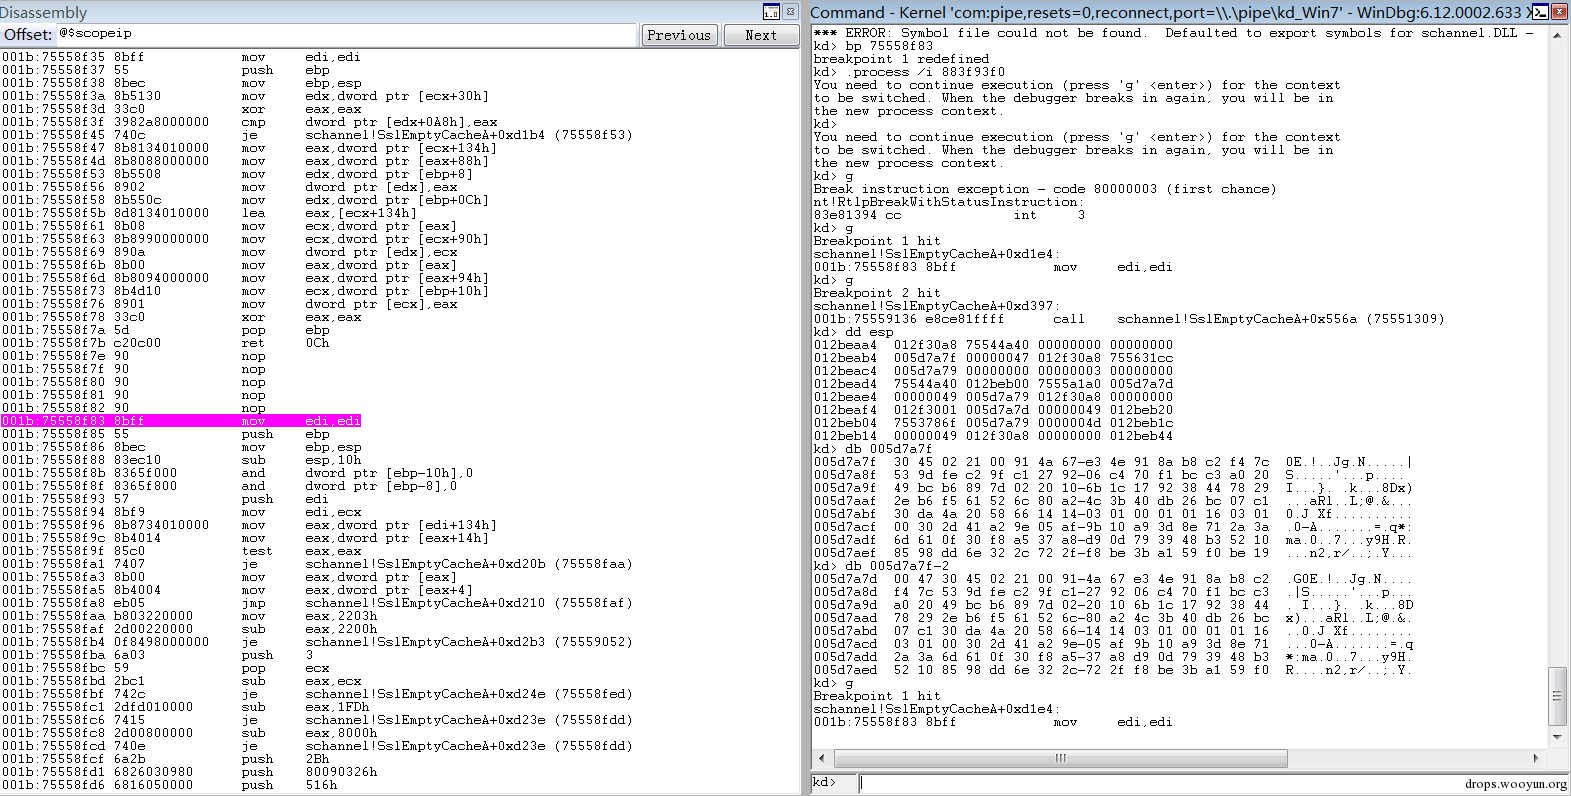 Disassembly
Offset: @$scopeip
Previous
Next
001b:75558f35 8bff mov edi,edi
001b:75558f37 55 push ebp
001b:75558f38 8bec mov ebp,esp
001b:75558f3a 8b5130 mov edx,dword ptr [ecx+30h]
001b:75558f3d 33c0 xor eax,eax
001b:75558f3f 3982a8000000 cmp dword ptr [edx+0A8h],eax
001b:75558f45 740c je schannel!SslEmptyCacheA+0xd1b4 (75558f53)
001b:75558f47 8b8134010000 mov eax,dword ptr [ecx+134h]
001b:75558f4d 8b8088000000 mov eax,dword ptr [eax+88h]
001b:75558f53 8b5508 mov edx,dword ptr [ebp+8]
001b:75558f56 8902 mov dword ptr [edx],eax
001b:75558f58 8b550c mov edx,dword ptr [ebp+0Ch]
001b:75558f5b 8d8134010000 lea eax,[ecx+134h]
001b:75558f61 8b08 mov ecx,dword ptr [eax]
001b:75558f63 8b8990000000 mov ecx,dword ptr [ecx+90h]
001b:75558f69 890a mov dword ptr [edx],ecx
001b:75558f6b 8b00 mov eax,dword ptr [eax]
001b:75558f6d 8b8094000000 mov eax,dword ptr [eax+94h]
001b:75558f73 8b4d10 mov ecx,dword ptr [ebp+10h]
001b:75558f76 8901 mov dword ptr [ecx],eax
001b:75558f78 33c0 xor eax,eax
001b:75558f7a 5d pop ebp
001b:75558f7b c20c00 ret 0Ch
001b:75558f7e 90 nop
001b:75558f7f 90 nop
001b:75558f80 90 nop
001b:75558f81 90 nop
001b:75558f82 90 nop
001b:75558f83 8bff mov edi,edi
001b:75558f85 55 push ebp
001b:75558f86 8bec mov ebp,esp
001b:75558f88 83ec10 sub esp,10h
001b:75558f8b 8365f000 and dword ptr [ebp-10h],0
001b:75558f8f 8365f800 and dword ptr [ebp-8],0
001b:75558f93 57 push edi
001b:75558f94 8bf9 mov edi,ecx
001b:75558f96 8b8734010000 mov eax,dword ptr [edi+134h]
001b:75558f9c 8b4014 mov eax,dword ptr [eax+14h]
001b:75558f9f 85c0 test eax,eax
001b:75558fa1 7407 je schannel!SslEmptyCacheA+0xd20b (75558faa)
001b:75558fa3 8b00 mov eax,dword ptr [eax]
001b:75558fa5 8b4004 mov eax,dword ptr [eax+4]
001b:75558fa8 eb05 jmp schannel!SslEmptyCacheA+0xd210 (75558faf)
001b:75558faa b803220000 mov eax,2203h
001b:75558faf 2d00220000 sub eax,2200h
001b:75558fb4 0f8498000000 je schannel!SslEmptyCacheA+0xd2b3 (75559052)
001b:75558fba 6a03 push 3
001b:75558fbc 59 pop ecx
001b:75558fbd 2bc1 sub eax,ecx
001b:75558fbf 742c je schannel!SslEmptyCacheA+0xd24e (75558fed)
001b:75558fc1 2dfd010000 sub eax,1FDh
001b:75558fc6 7415 je schannel!SslEmptyCacheA+0xd23e (75558fdd)
001b:75558fc8 2d00800000 sub eax,8000h
001b:75558fcd 740e je schannel!SslEmptyCacheA+0xd23e (75558fdd)
001b:75558fcf 6a2b push 2Bh
001b:75558fd1 6826030980 push 80090326h
001b:75558fd6 6816050000 push 516h
Command - Kernel 'com:pipe,resets=0,reconnect,port=\\.\pipe\kd_Win7' - WinDbg:6.12.0002.633 X
*** ERROR: Symbol file could not be found.  Defaulted to export symbols for schannel.DLL -
kd> bp 75558f83
breakpoint 1 redefined
kd> .process /i 883f93f0
You need to continue execution (press 'g' <enter>) for the context
to be switched. When the debugger breaks in again, you will be in
the new process context.
kd>
You need to continue execution (press 'g' <enter>) for the context
to be switched. When the debugger breaks in again, you will be in
the new process context.
kd> g
Break instruction exception - code 80000003 (first chance)
nt!RtlpBreakWithStatusInstruction:
83e81394 cc int 3
kd> g
Breakpoint 1 hit
schannel!SslEmptyCacheA+0xd1e4:
001b:75558f83 8bff mov edi,edi
kd> g
Breakpoint 2 hit
schannel!SslEmptyCacheA+0xd397:
001b:75559136 e8ce81ffff call schannel!SslEmptyCacheA+0x556a (75551309)
kd> dd esp
012beaa4 012f30a8 75544a40 00000000 00000000
012beab4 005d7a7f 00000047 012f30a8 755631cc
012beac4 005d7a79 00000000 00000003 00000000
012bead4 75544a40 012beb00 7555a1a0 005d7a7d
012beae4 00000049 005d7a79 012f30a8 00000000
012beaf4 012f3001 005d7a7d 00000049 012beb20
012beb04 7553786f 005d7a79 0000004d 012beb1c
012beb14 00000049 012f30a8 00000000 012beb44
kd> db 005d7a7f
005d7a7f 30 45 02 21 00 91 4a 67-e3 4e 91 8a b8 c2 f4 7c 0E.!..Jg.N.....|
005d7a8f 53 9d fe c2 9f c1 27 92-06 c4 70 f1 bc c3 a0 20 S.....'...p....
005d7a9f 49 bc b6 89 7d 02 20 10-6b 1c 17 92 38 44 78 29 I...}. .k...8Dx)
005d7aaf 2e b6 f5 61 52 6c 80 a2-4c 3b 40 db 26 bc 07 c1 ...aRl..L;@.&...
005d7abf 30 da 4a 20 58 66 14 14-03 01 00 01 01 16 03 01 0.J Xf..........
005d7acf 00 30 2d 41 a2 9e 05 af-9b 10 a9 3d 8e 71 2a 3a .0-A.......=.q*:
005d7adf 6d 61 0f 30 f8 a5 37 a8-d9 0d 79 39 48 b3 52 10 ma.0..7...y9H.R.
005d7aef 85 98 dd 6e 32 2c 72 2f-f8 be 3b a1 59 f0 be 19 ...n2,r/..;.Y...
kd> db 005d7a7f-2
005d7a7d 00 47 30 45 02 21 00 91-4a 67 e3 4e 91 8a b8 c2 .G0E.!..Jg.N....
005d7a8d f4 7c 53 9d fe c2 9f c1-27 92 06 c4 70 f1 bc c3 .|S.....'...p...
005d7a9d a0 20 49 bc b6 89 7d 02-20 10 6b 1c 17 92 38 44 . I...}. .k...8D
005d7aad 78 29 2e b6 f5 61 52 6c-80 a2 4c 3b 40 db 26 bc x)...aRl..L;@.&.
005d7abd 07 c1 30 da 4a 20 58 66-14 14 03 01 00 01 01 16 ..0.J Xf........
005d7acd 03 01 00 30 2d 41 a2 9e-05 af 9b 10 a9 3d 8e 71 ...0-A.......=.q
005d7add 2a 3a 6d 61 0f 30 f8 a5-37 a8 d9 0d 79 39 48 b3 *:ma.0..7...y9H.
005d7aed 52 10 85 98 dd 6e 32 2c-72 2f f8 be 3b a1 59 f0 R....n2,r/..;.Y.
kd> g
Breakpoint 1 hit
schannel!SslEmptyCacheA+0xd1e4:
001b:75558f83 8bff mov edi,edi
kd>
drops.wooyun.org